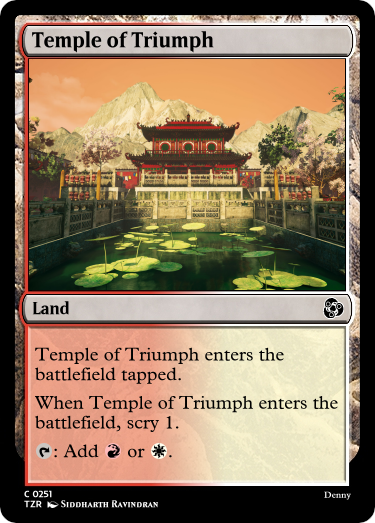 Temple of Triumph
Land
Temple of Triumph enters the
battlefield tapped.
When Temple of Triumph enters the
battlefield, scry 1.
: Add or .
C 0251
TZR Siddharth Ravindran
Denny